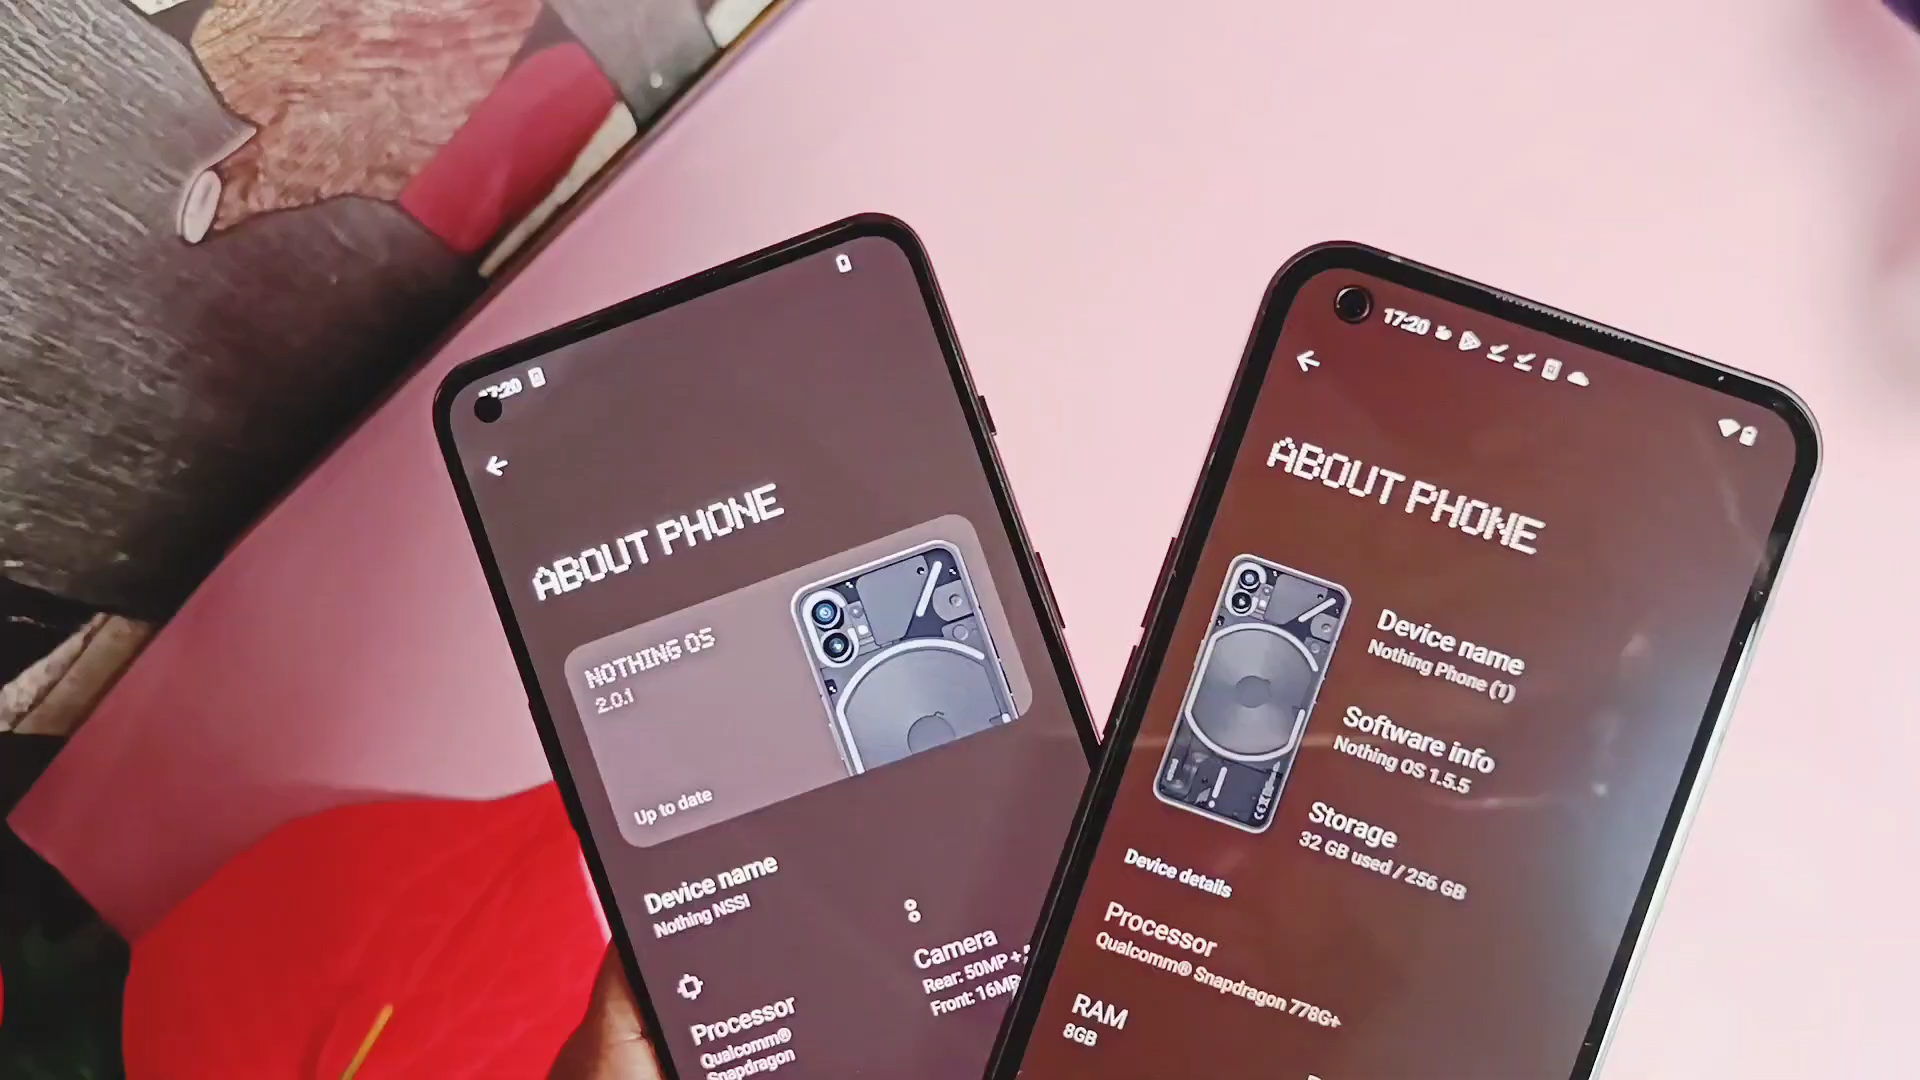 17:20
ABOUT PHONE
NOTHING OS
2.0.1
Up to date
Device name
Nothing NSSI
Camera
Rear: 50MP +
Front: 16MP
Processor
Qualcomm®
Snapdragon
17:20
ABOUT PHONE
Device name
Nothing Phone (1)
Software info
Nothing OS 1.5.5
Storage
32 GB used / 256 GB
Device details
Processor
Qualcomm® Snapdragon 778G+
RAM
8GB